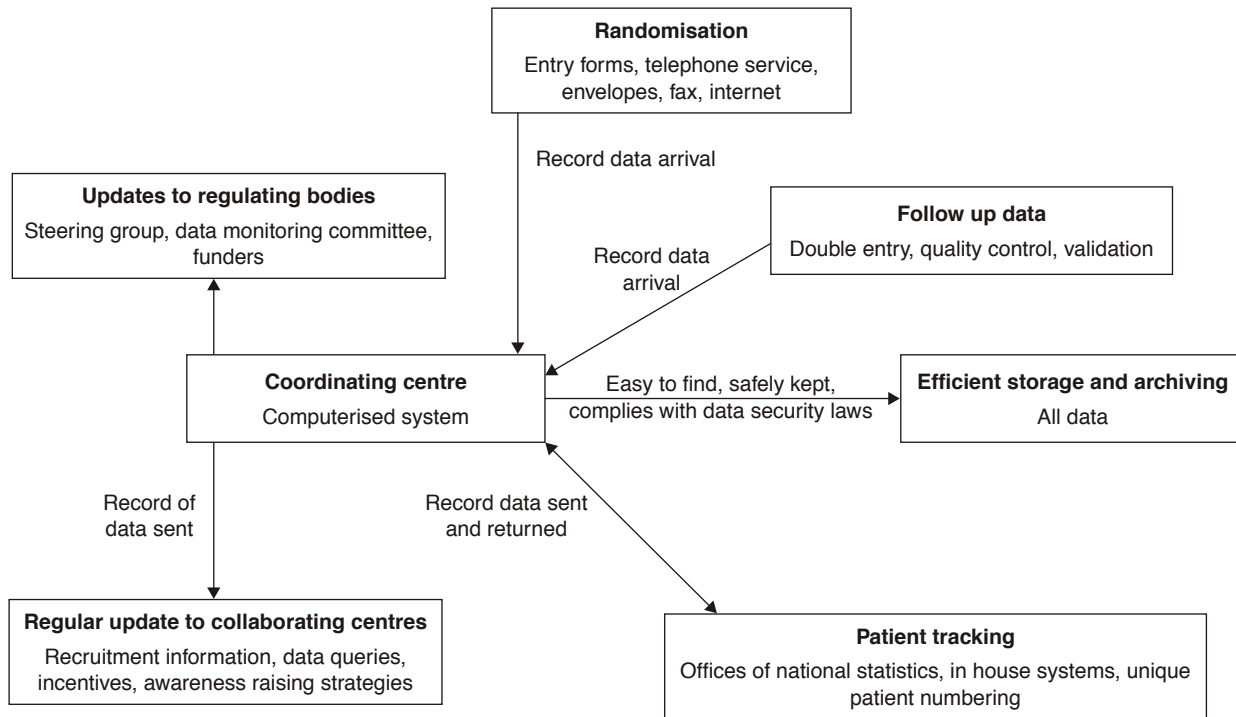 Randomisation
Entry forms, telephone service,
envelopes, fax, internet
Record data arrival
Updates to regulating bodies
Steering group, data monitoring committee,
funders
Follow up data
Double entry, quality control, validation
Record data
arrival
Coordinating centre
Computerised system
Easy to find, safely kept,
complies with data security laws
Efficient storage and archiving
All data
Record of
data sent
Record data sent
and returned
Regular update to collaborating centres
Recruitment information, data queries,
incentives, awareness raising strategies
Patient tracking
Offices of national statistics, in house systems, unique
patient numbering